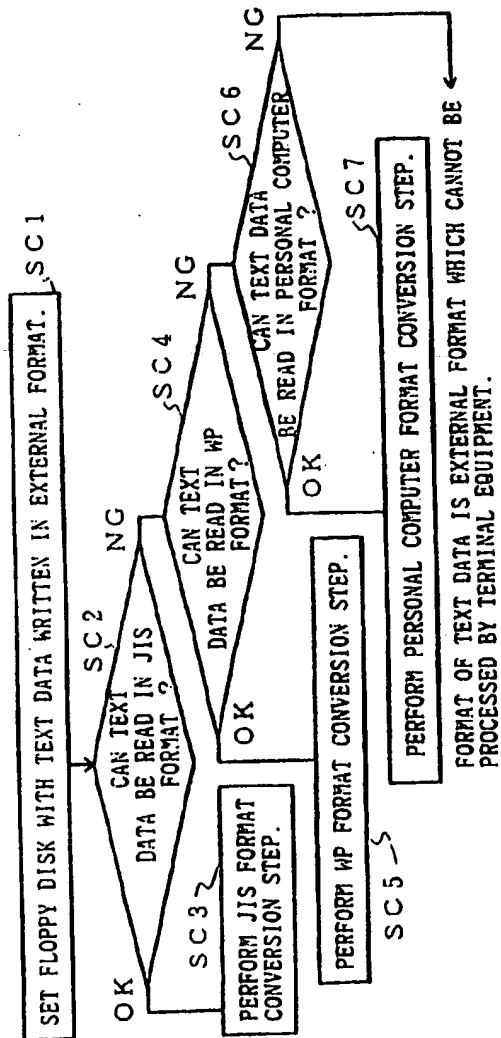 SET FLOPPY DISK WITH TEXT DATA WRITTEN IN EXTERNAL FORMAT.
SC1
SC2
CAN TEXT
DATA BE READ IN JIS
FORMAT ?
OK
NG
SC3
PERFORM JIS FORMAT
CONVERSION STEP.
SC4
CAN TEXT
DATA BE READ IN WP
FORMAT ?
OK
NG
PERFORM WP FORMAT CONVERSION STEP.
SC5
SC6
CAN TEXT DATA
BE READ IN PERSONAL COMPUTER
FORMAT ?
OK
NG
SC7
PERFORM PERSONAL COMPUTER FORMAT CONVERSION STEP.
FORMAT OF TEXT DATA IS EXTERNAL FORMAT WHICH CANNOT BE
PROCESSED BY TERMINAL EQUIPMENT.